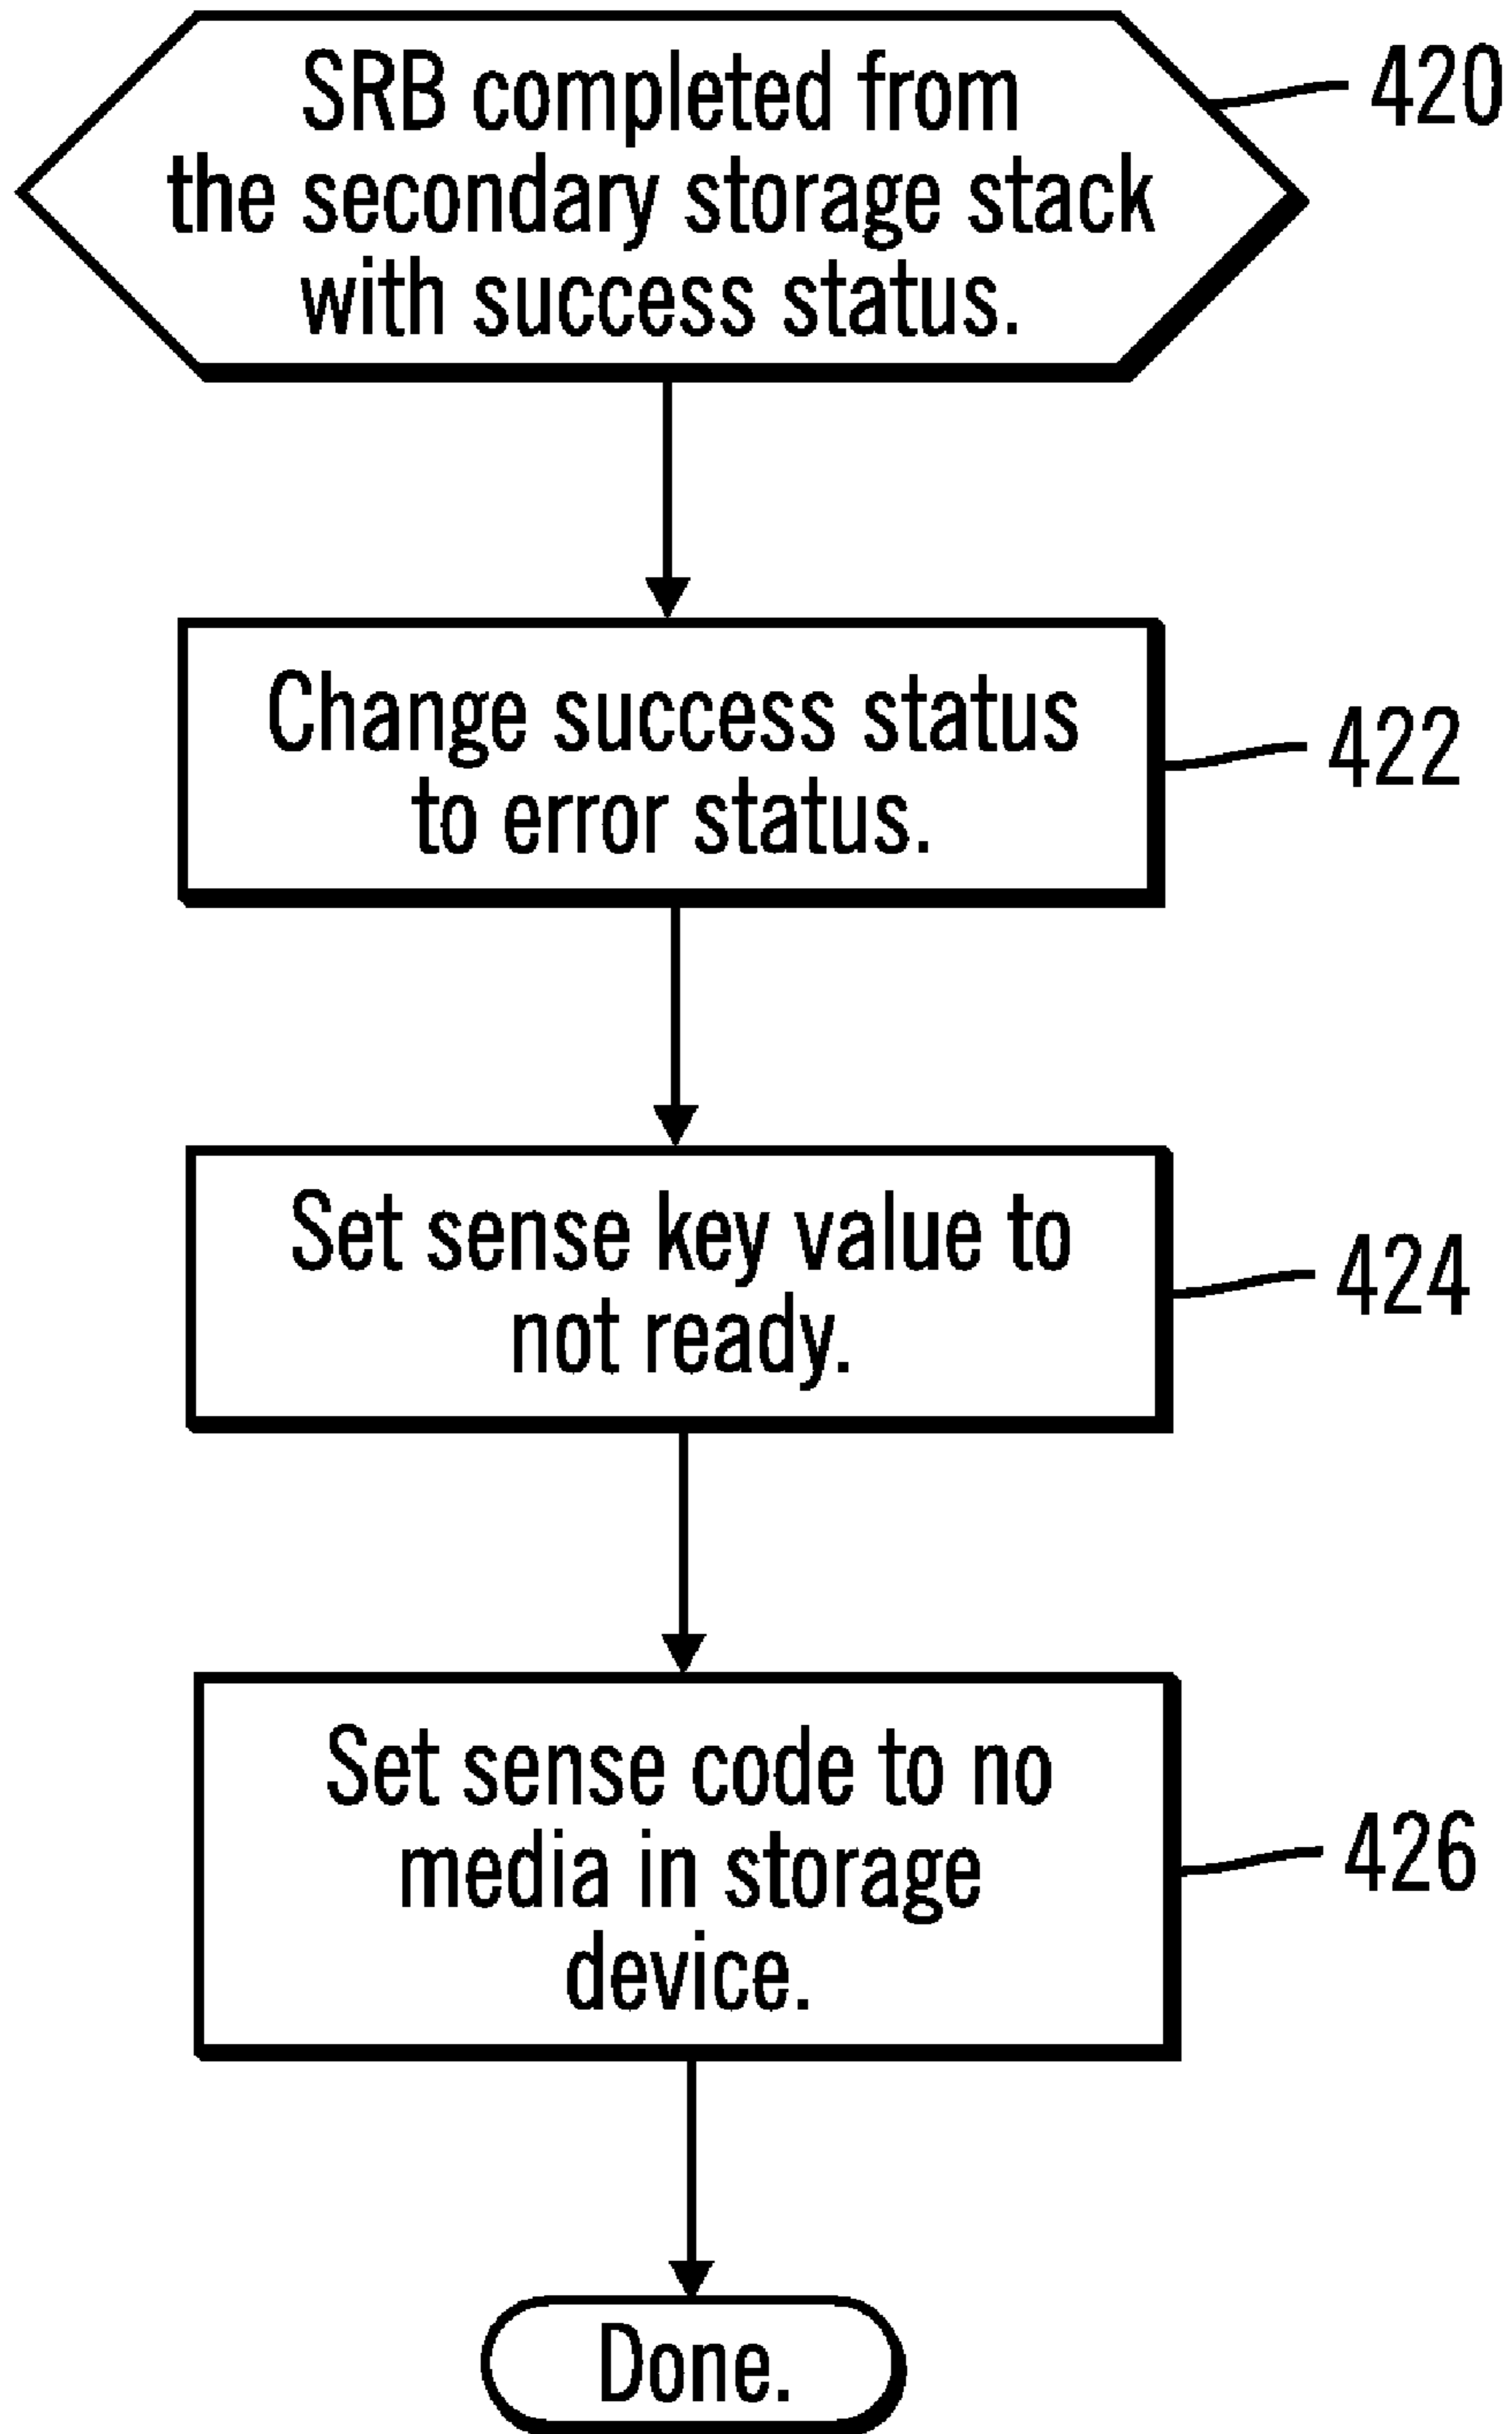 SRB completed from
the secondary storage stack
with success status.
420
Change success status
to error status.
422
Set sense key value to
not ready.
424
Set sense code to no
media in storage
device.
426
Done.